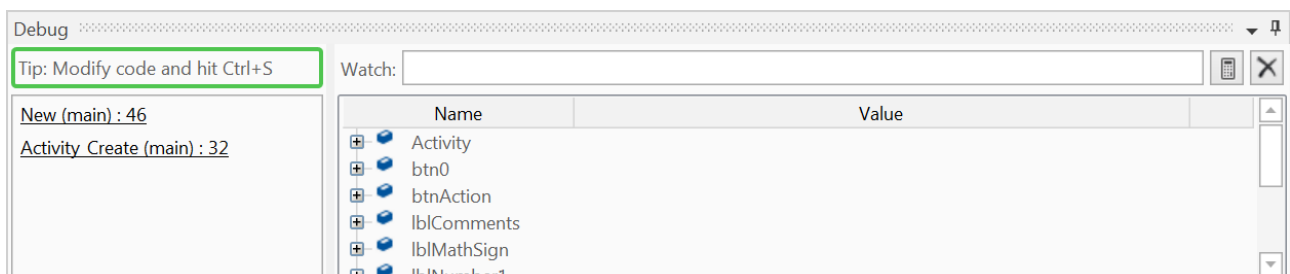 Debug
Tip: Modify code and hit Ctrl+S
Watch:
New (main) : 46
Activity_Create (main) : 32
Name Value
Activity
btn0
btnAction
lblComments
lblMathSign
lblNumber1